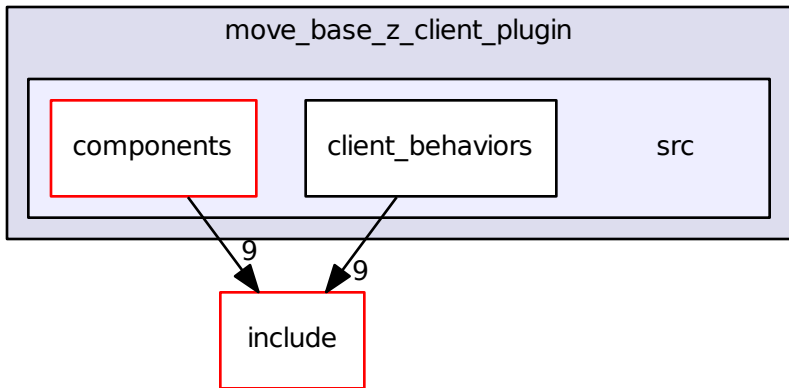 move_base_z_client_plugin
components
client_behaviors
src
9
9
include